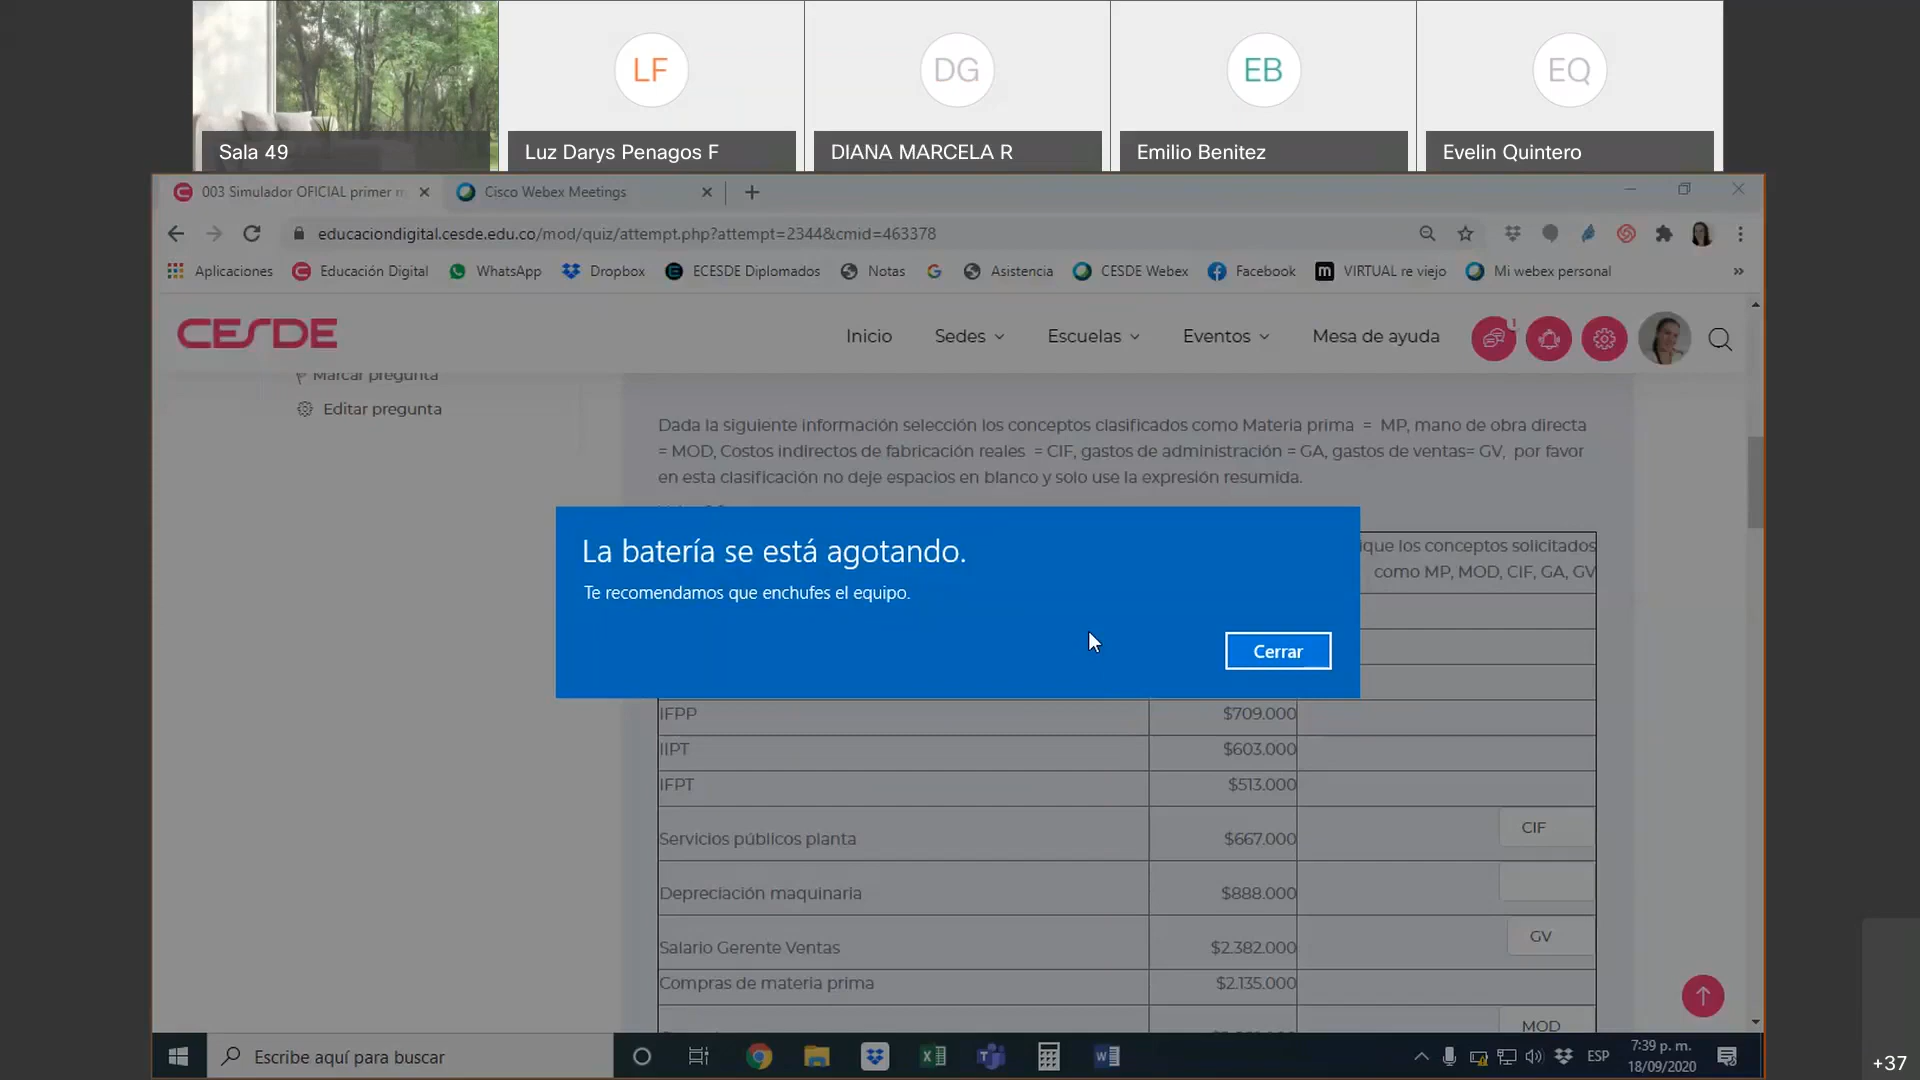 LF
DG
EB
EQ
Sala 49
Luz Darys Penagos F
DIANA MARCELA R
Emilio Benitez
Evelin Quintero
003 Simulador OFICIAL primer m
Cisco Webex Meetings
educaciondigital.cesde.edu.co/mod/quiz/attempt.php?attempt=2344&cmid=463378
Aplicaciones
Educación Digital
WhatsApp
Dropbox
ECESDE Diplomados
Notas
Asistencia
CESDE Webex
Facebook
VIRTUAL re viejo
Mi webex personal
CESDE
Inicio
Sedes
Escuelas
Eventos
Mesa de ayuda
1
Marcar pregunta
Editar pregunta
Dada la siguiente información selección los conceptos clasificados como Materia prima = MP, mano de obra directa
= MOD, Costos indirectos de fabricación reales = CIF, gastos de administración = GA, gastos de ventas= GV, por favor
en esta clasificación no deje espacios en blanco y solo use la expresión resumida.
La batería se está agotando.
Te recomendamos que enchufes el equipo.
Cerrar
los conceptos solicitados
como MP, MOD, CIF, GA, GV
IFPP $709.000
IIPT $603.000
IFPT $513.000
Servicios públicos planta $667.000 CIF
Depreciación maquinaria $888.000
Salario Gerente Ventas $2.382.000 GV
Compras de materia prima $2.135.000
MOD
Escribe aquí para buscar
ESP
7:39 p. m.
18/09/2020
+37